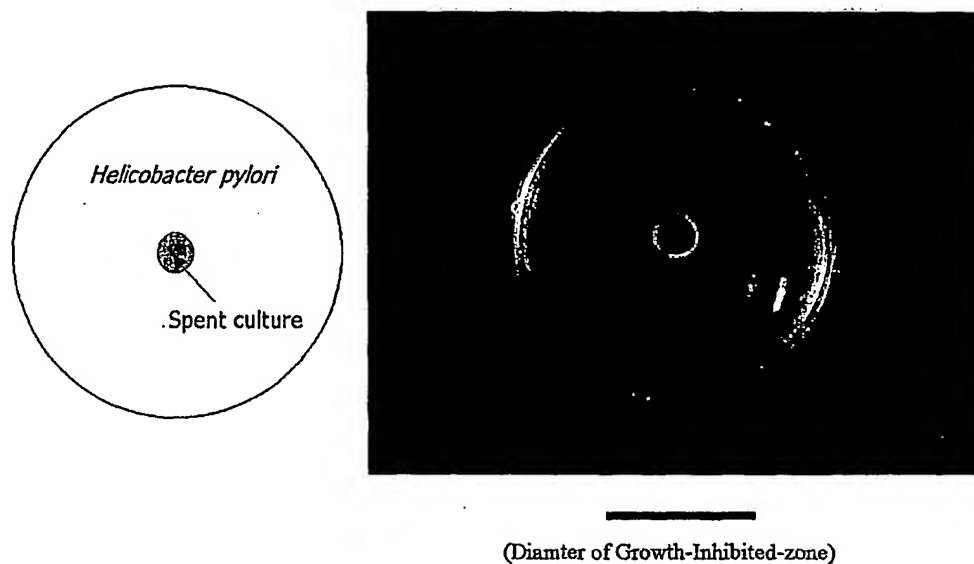 Helicobacter pylori
Spent culture
(Diamter of Growth-Inhibited-zone)